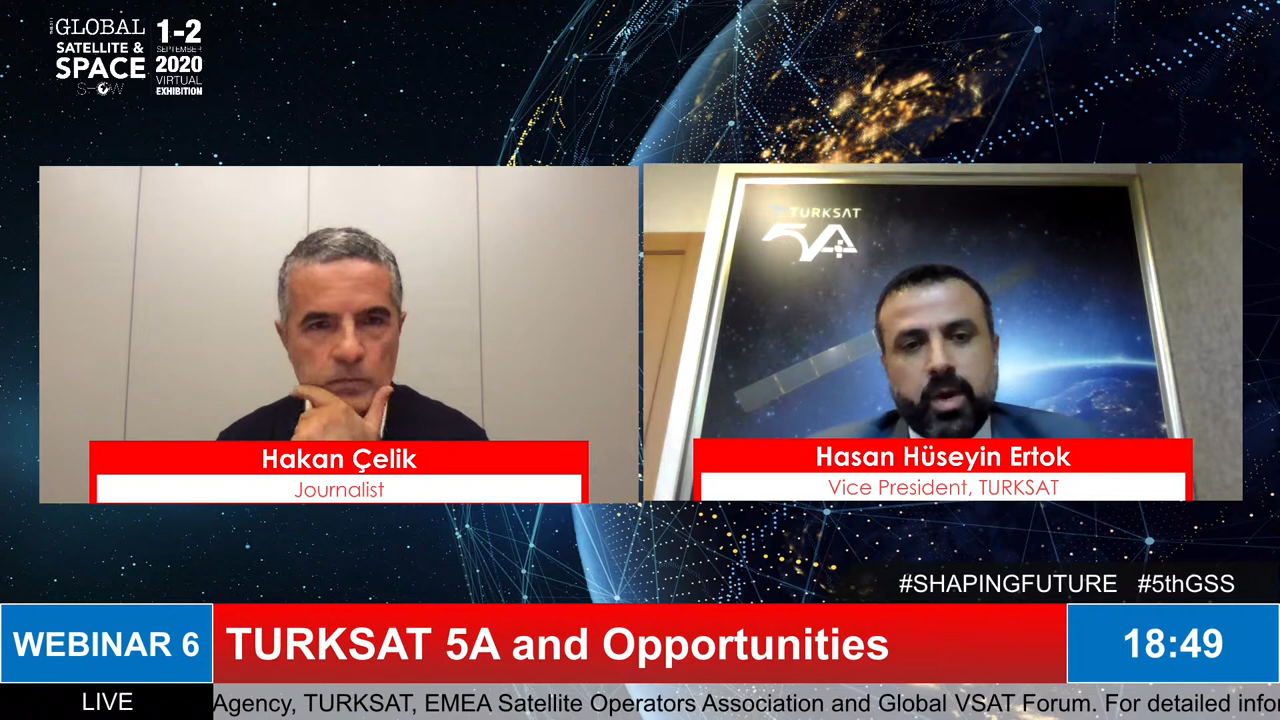 GLOBAL
SATELLITE &
SPACE
SHOW
1-2
SEPTEMBER
2020
VIRTUAL
EXHIBITION
TURKSAT
5A
Hakan Çelik
Journalist
Hasan Hüseyin Ertok
Vice President, TURKSAT
#SHAPINGFUTURE #5thGSS
WEBINAR 6
TURKSAT 5A and Opportunities
18:49
LIVE
Agency, TURKSAT, EMEA Satellite Operators Association and Global VSAT Forum. For detailed infor